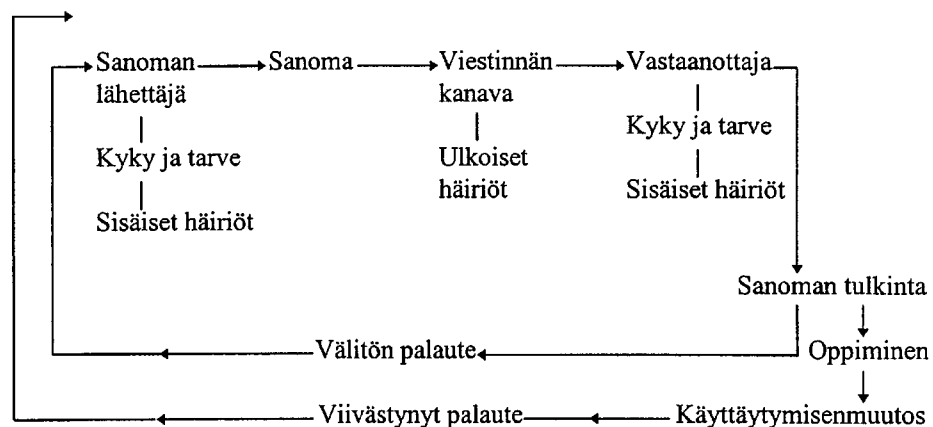 Sanoman Sanoma Viestinnän Vastaanottaja
lähettäjä kanava
Kyky ja tarve
Kyky ja tarve Ulkoiset
häiriöt Sisäiset häiriöt
Sisäiset häiriöt
Sanoman tulkinta
Välitön palaute Oppiminen
Viivästynyt palaute Käyttäytymisenmuutos